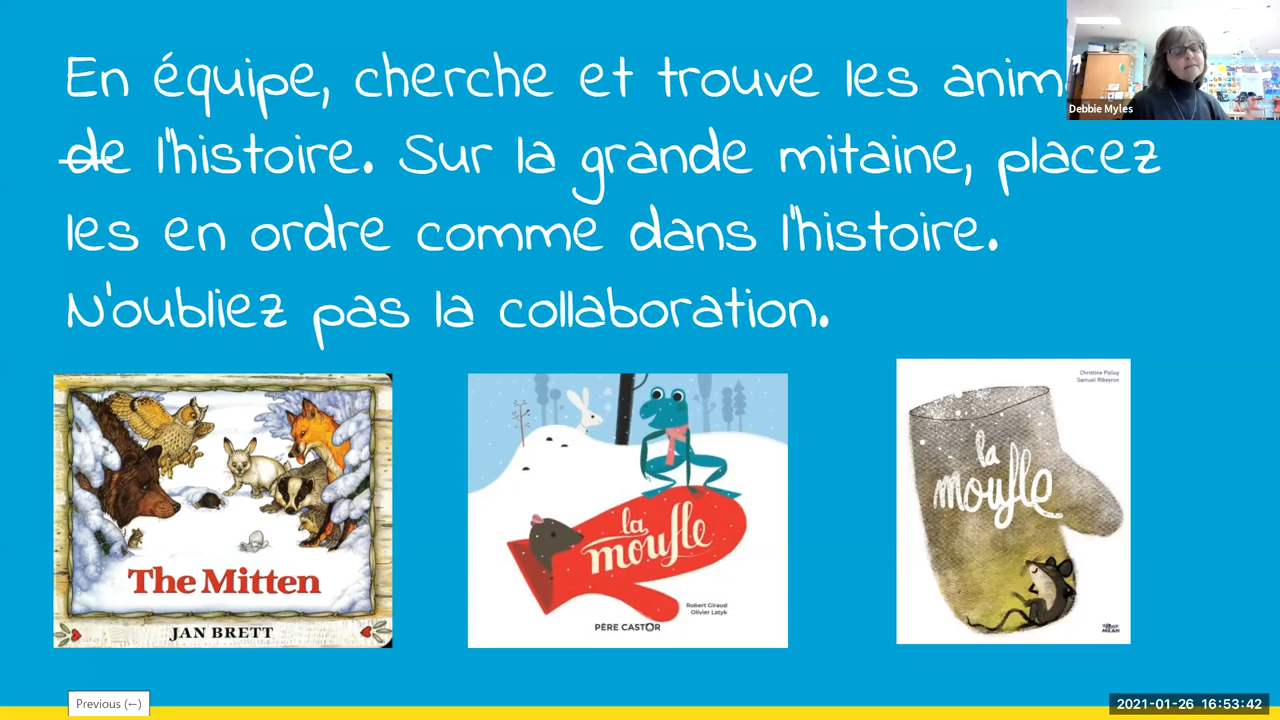 En équipe, cherche et trouve les anim
de l'histoire. Sur la grande mitaine, placez
les en ordre comme dans l'histoire.
N'oubliez pas la collaboration.
Debbie Myles
The Mitten
JAN BRETT
la
moufle
Robert Giraud
Olivier Latyk
PÈRE CASTOR
Christine Palluy
Samuel Ribeyron
la
moufle
MILAN
Previous (←)
2021-01-26 16:53:42